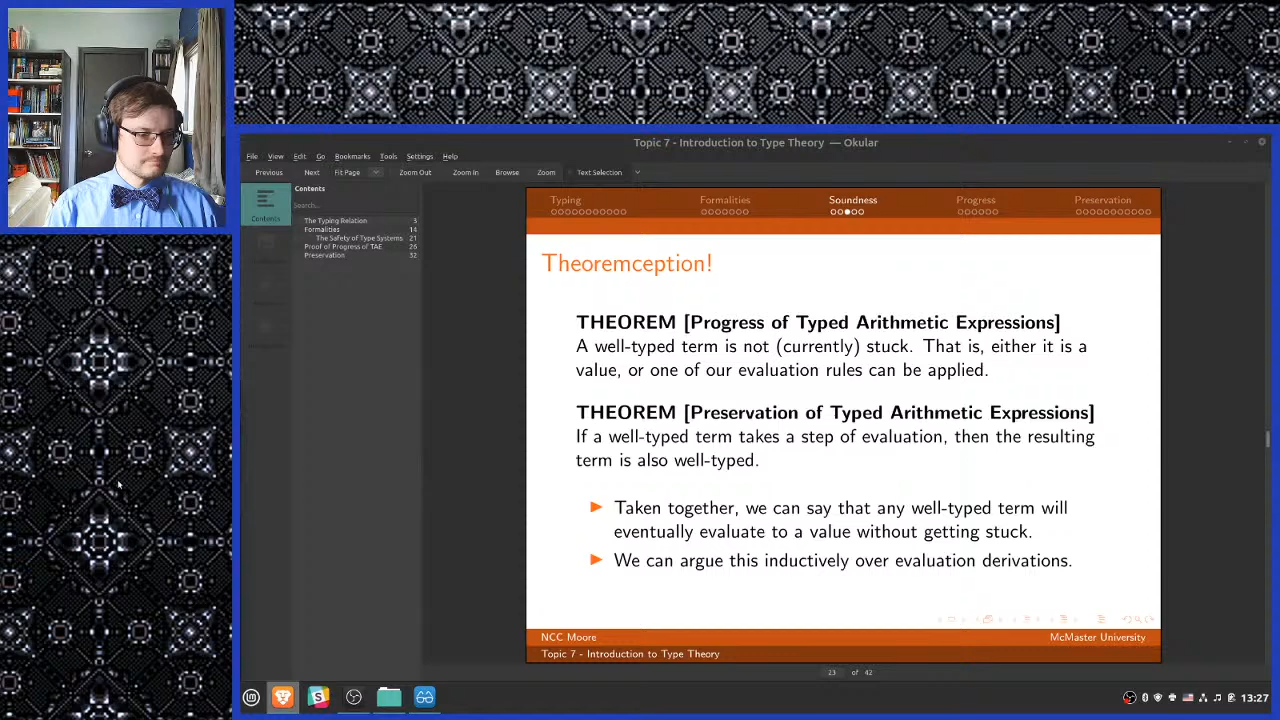 Topic 7 - Introduction to Type Theory — Okular
File View Edit Go Bookmarks Tools Settings Help
Previous Next Fit Page Zoom Out Zoom In Browse Zoom Text Selection
Contents
Contents
Search...
The Typing Relation 3
Formalities 14
The Safety of Type Systems 21
Proof of Progress of TAE 26
Preservation 32
Typing Formalities Soundness Progress Preservation
Theoremception!
THEOREM [Progress of Typed Arithmetic Expressions]
A well-typed term is not (currently) stuck. That is, either it is a
value, or one of our evaluation rules can be applied.
THEOREM [Preservation of Typed Arithmetic Expressions]
If a well-typed term takes a step of evaluation, then the resulting
term is also well-typed.
Taken together, we can say that any well-typed term will
eventually evaluate to a value without getting stuck.
We can argue this inductively over evaluation derivations.
NCC Moore McMaster University
Topic 7 - Introduction to Type Theory
23 of 42
13:27